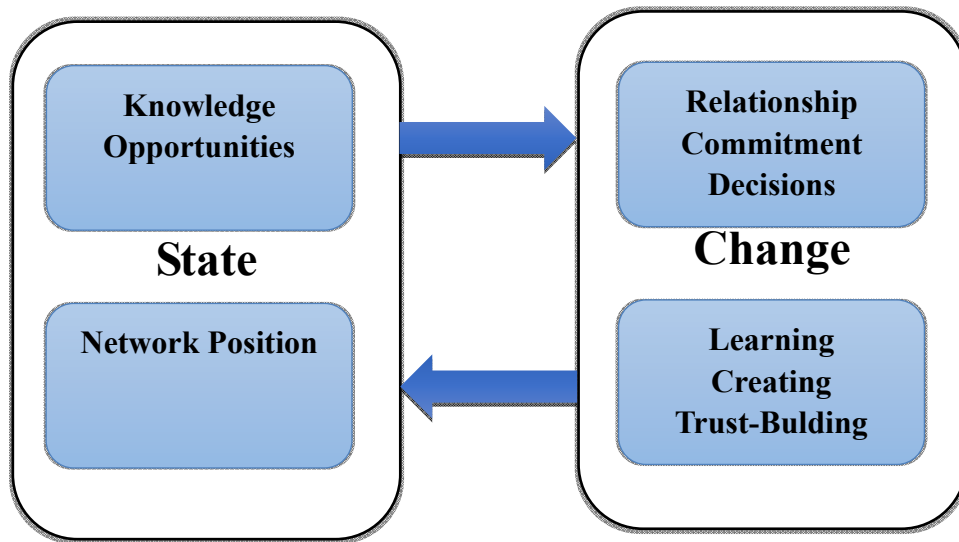 Knowledge
Opportunities
State
Network Position
Relationship
Commitment
Decisions
Change
Learning
Creating
Trust-Bulding